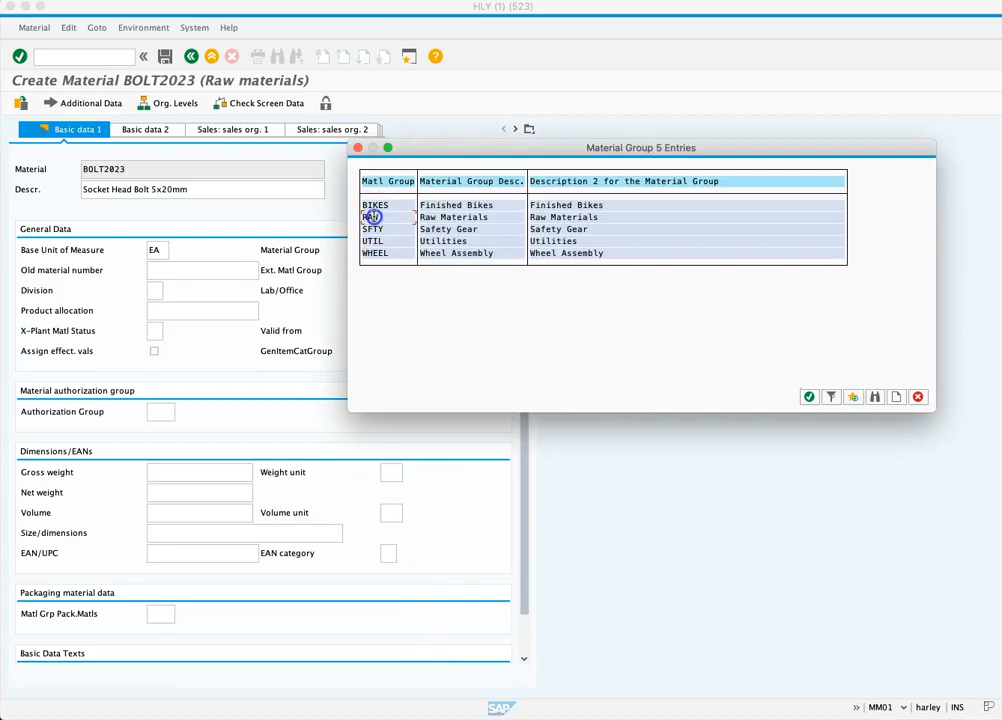 HLY (1) (523)
Material Edit Goto Environment System Help
Create Material BOLT2023 (Raw materials)
Additional Data Org. Levels Check Screen Data
Basic data 1 Basic data 2 Sales: sales org. 1 Sales: sales org. 2
Material BOLT2023
Descr. Socket Head Bolt 5x20mm
General Data
Base Unit of Measure EA Material Group
Old material number Ext. Matl Group
Division Lab/Office
Product allocation
X-Plant Matl Status Valid from
Assign effect. vals GenItemCatGroup
Material authorization group
Authorization Group
Dimensions/EANs
Gross weight Weight unit
Net weight
Volume Volume unit
Size/dimensions
EAN/UPC EAN category
Packaging material data
Matl Grp Pack.Matls
Basic Data Texts
Material Group 5 Entries
Matl Group Material Group Desc. Description 2 for the Material Group
BIKES Finished Bikes Finished Bikes
RAW Raw Materials Raw Materials
SFTY Safety Gear Safety Gear
UTIL Utilities Utilities
WHEEL Wheel Assembly Wheel Assembly
SAP
MM01 harley INS